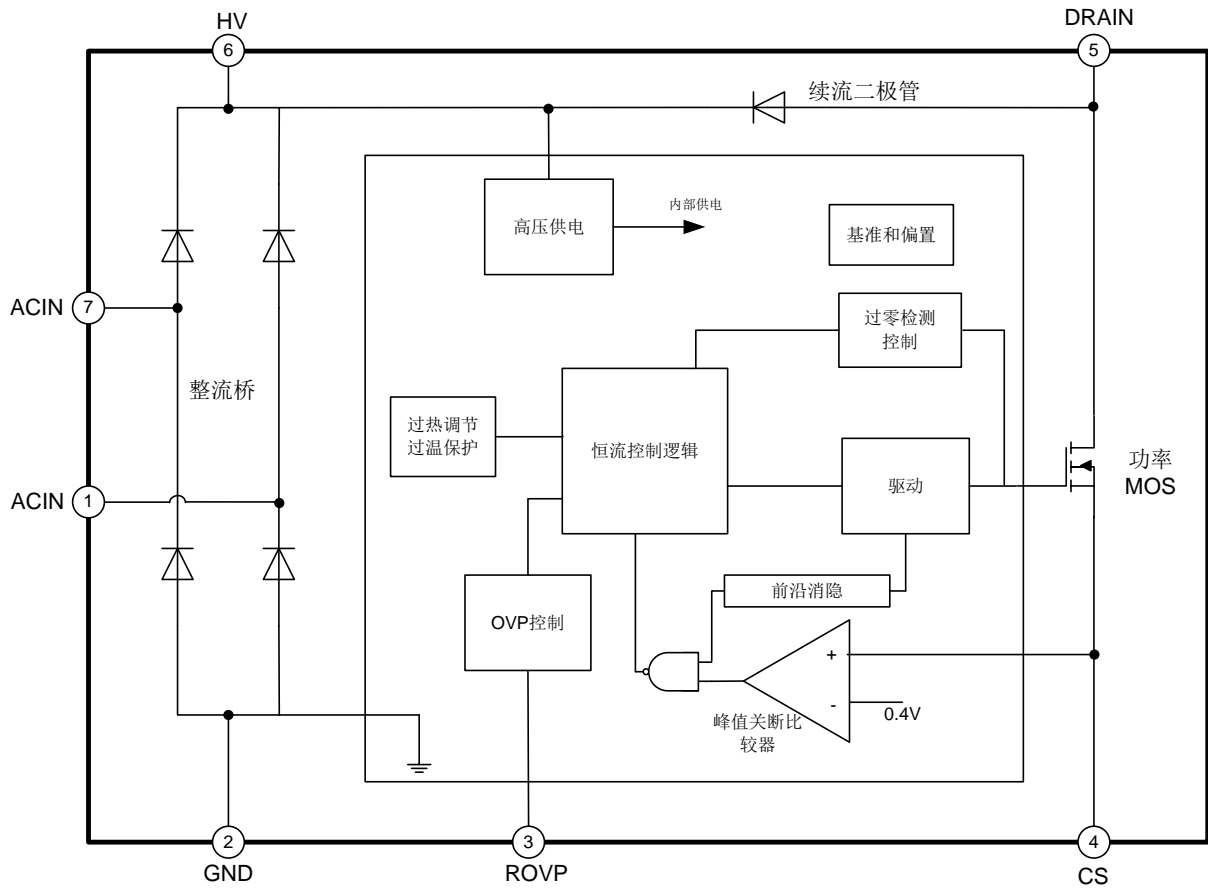 HV
DRAIN
6
5
续流二极管
高压供电
内部供电
基准和偏置
ACIN
7
过零检测
控制
整流桥
过热调节
过温保护
恒流控制逻辑
功率
MOS
驱动
ACIN
1
前沿消隐
OVP控制
+
-
0.4V
峰值关断比
较器
2
3
4
GND
ROVP
CS